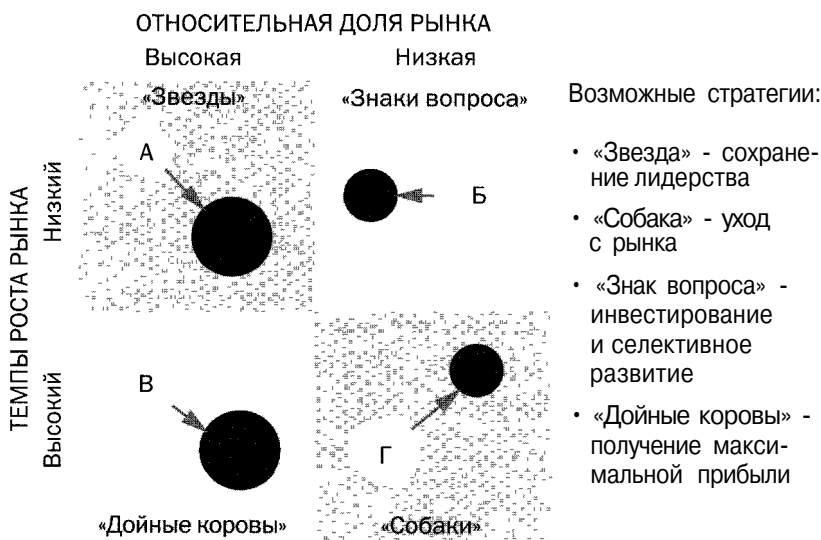 ОТНОСИТЕЛЬНАЯ ДОЛЯ РЫНКА
Высокая
Низкая
«Звезды»
«Знаки вопроса»
А
Б
ТЕМПЫ РОСТА РЫНКА
Низкий
Высокий
В
Г
«Дойные коровы»
«Собаки»
Возможные стратегии:
• «Звезда» - сохране-
ние лидерства
• «Собака» - уход
с рынка
• «Знак вопроса» -
инвестирование
и селективное
развитие
• «Дойные коровы» -
получение макси-
мальной прибыли